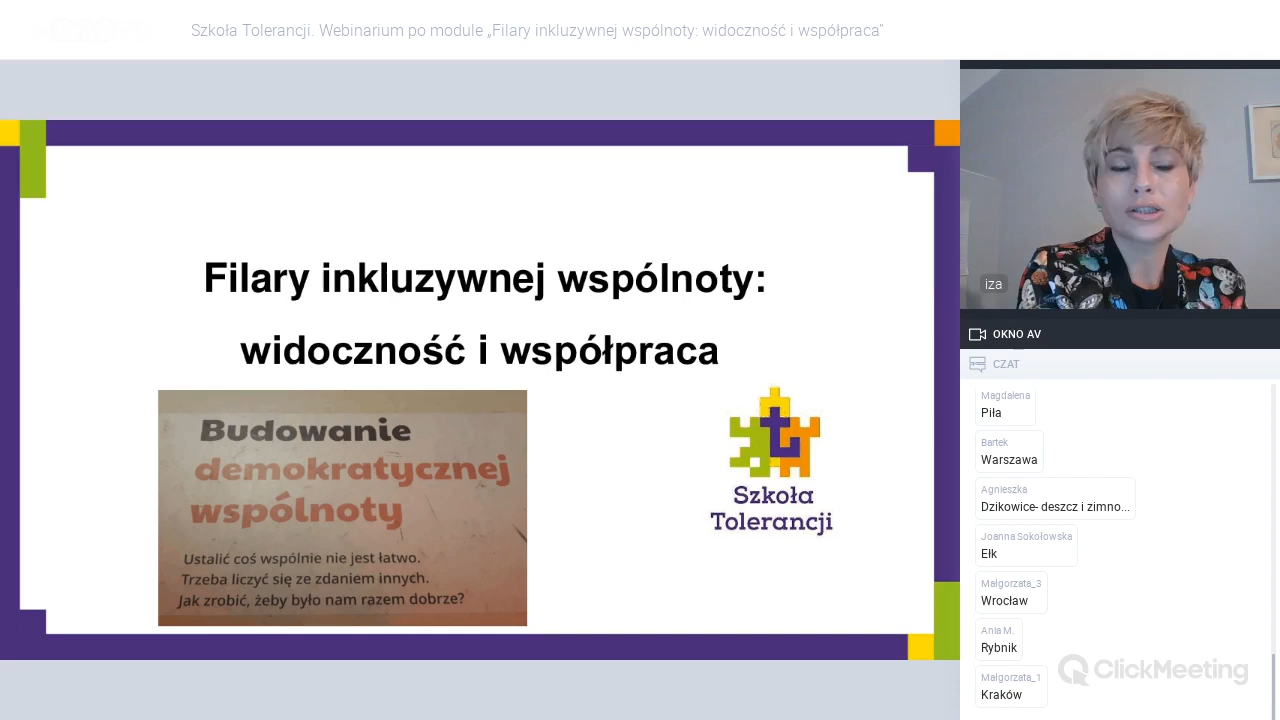 Szkoła Tolerancji. Webinarium po module „Filary inkluzywnej wspólnoty: widoczność i współpraca”
Filary inkluzywnej wspólnoty:
widoczność i współpraca
Budowanie
demokratycznej
wspólnoty
Ustalić coś wspólnie nie jest łatwo.
Trzeba liczyć się ze zdaniem innych.
Jak zrobić, żeby było nam razem dobrze?
Szkoła
Tolerancji
iza
OKNO AV
CZAT
Magdalena
Piła
Bartek
Warszawa
Agnieszka
Dzikowice- deszcz i zimno...
Joanna Sokołowska
Ełk
Małgorzata_3
Wrocław
Ania M.
Rybnik
Małgorzata_1
Kraków
ClickMeeting